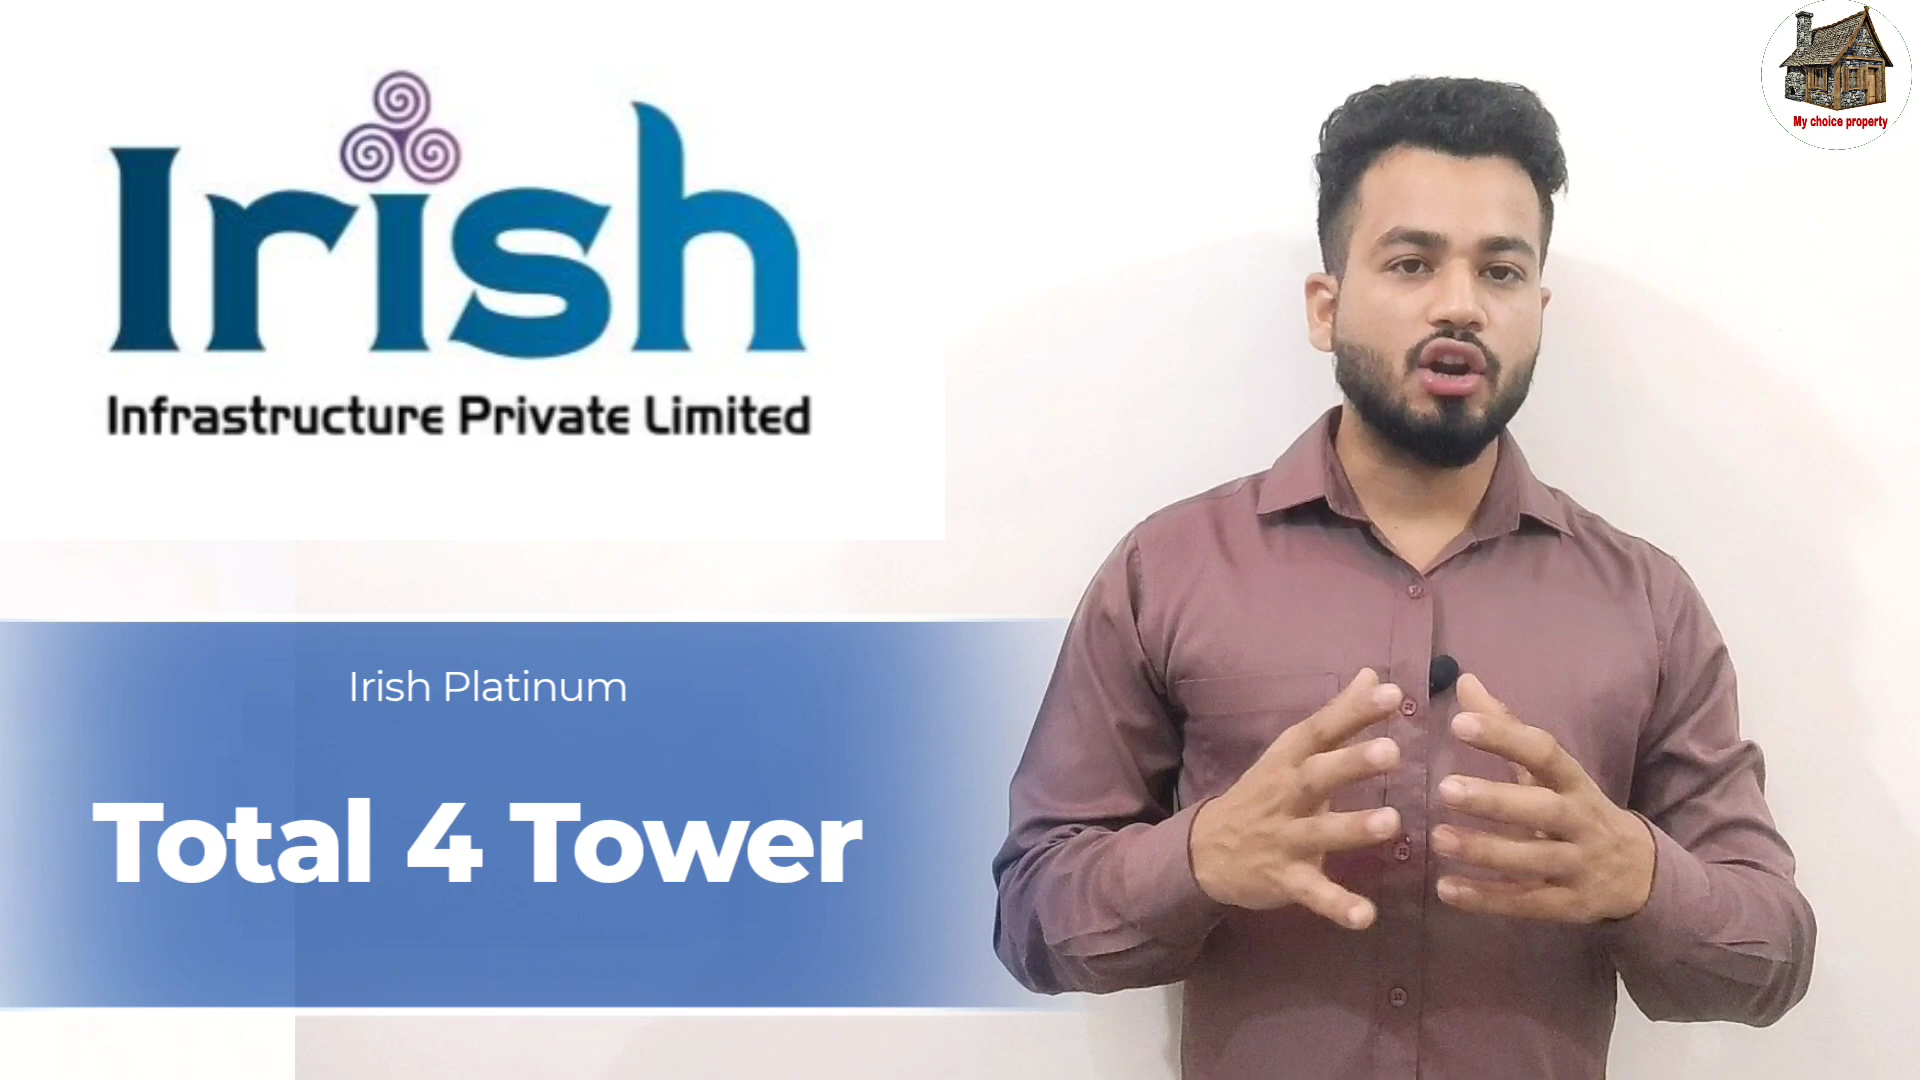 Irish
Infrastructure Private Limited
My choice property
Irish Platinum
Total 4 Tower